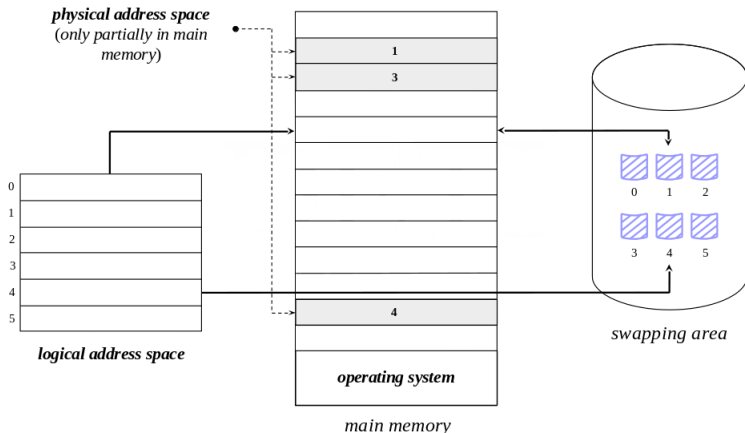 physical address space
(only partially in main
memory)
1
3
0
1
2
3
4
5
0 1 2
3 4 5
4
logical address space
swapping area
operating system
main memory